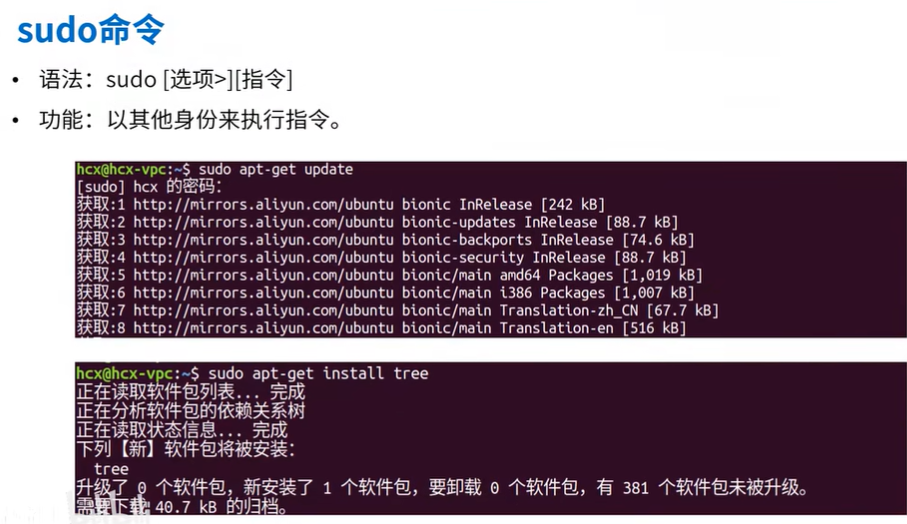 sudo命令
• 语法：sudo [选项>][指令]
• 功能：以其他身份来执行指令。
hcx@hcx-vpc:~$ sudo apt-get update
[sudo] hcx 的密码：
获取:1 http://mirrors.aliyun.com/ubuntu bionic InRelease [242 kB]
获取:2 http://mirrors.aliyun.com/ubuntu bionic-updates InRelease [88.7 kB]
获取:3 http://mirrors.aliyun.com/ubuntu bionic-backports InRelease [74.6 kB]
获取:4 http://mirrors.aliyun.com/ubuntu bionic-security InRelease [88.7 kB]
获取:5 http://mirrors.aliyun.com/ubuntu bionic/main amd64 Packages [1,019 kB]
获取:6 http://mirrors.aliyun.com/ubuntu bionic/main i386 Packages [1,007 kB]
获取:7 http://mirrors.aliyun.com/ubuntu bionic/main Translation-zh_CN [67.7 kB]
获取:8 http://mirrors.aliyun.com/ubuntu bionic/main Translation-en [516 kB]
hcx@hcx-vpc:~$ sudo apt-get install tree
正在读取软件包列表... 完成
正在分析软件包的依赖关系树
正在读取状态信息... 完成
下列【新】软件包将被安装：
tree
升级了 0 个软件包，新安装了 1 个软件包，要卸载 0 个软件包，有 381 个软件包未被升级。
需要下载 40.7 kB 的归档。